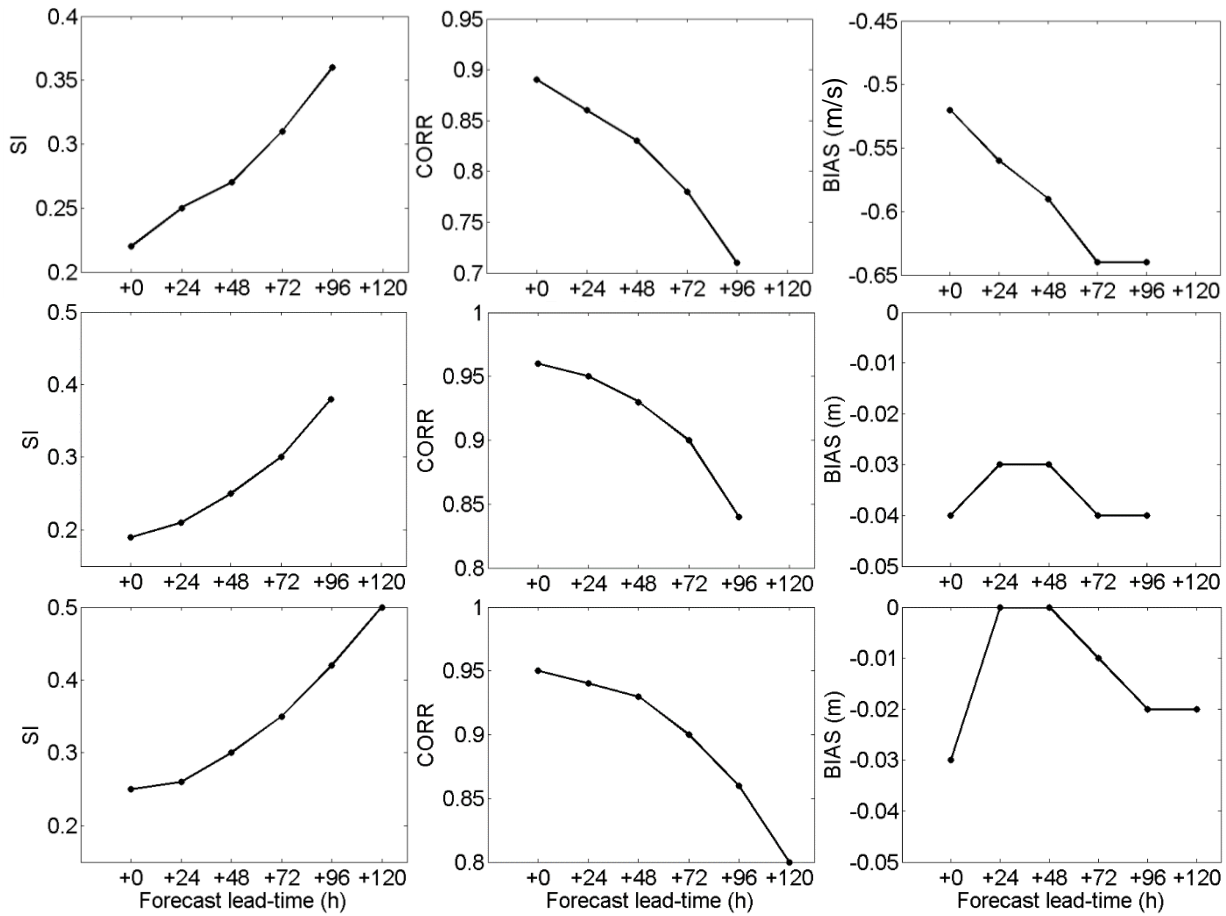 0.4
0.35
0.3
0.25
0.2
SI
+0 +24 +48 +72 +96 +120
0.95
0.9
0.85
0.8
0.75
0.7
CORR
+0 +24 +48 +72 +96 +120
-0.45
-0.5
-0.55
-0.6
-0.65
BIAS (m/s)
+0 +24 +48 +72 +96 +120
0.5
0.4
0.3
0.2
SI
+0 +24 +48 +72 +96 +120
1
0.95
0.9
0.85
0.8
CORR
+0 +24 +48 +72 +96 +120
0
-0.01
-0.02
-0.03
-0.04
-0.05
BIAS (m)
+0 +24 +48 +72 +96 +120
0.5
0.4
0.3
0.2
SI
+0 +24 +48 +72 +96 +120
Forecast lead-time (h)
1
0.95
0.9
0.85
0.8
CORR
+0 +24 +48 +72 +96 +120
Forecast lead-time (h)
0
-0.01
-0.02
-0.03
-0.04
-0.05
BIAS (m)
+0 +24 +48 +72 +96 +120
Forecast lead-time (h)